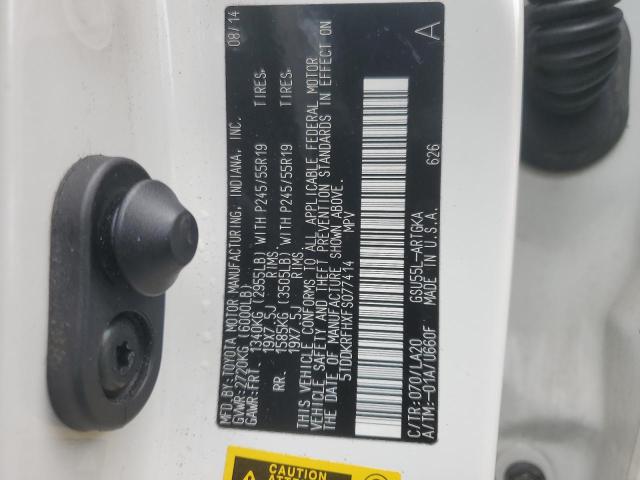 MFD.BY:TOYOTA MOTOR MANUFACTURING, INDIANA, INC. 08/14
GVWR:2720KG (6000LB)
GAWR:FRT. 1340KG (2955LB) WITH P245/55R19 TIRES,
19X7.5J RIMS,
RR. 1585KG (3505LB) WITH P245/55R19 TIRES,
19X7.5J RIMS,
THIS VEHICLE CONFORMS TO ALL APPLICABLE FEDERAL MOTOR
VEHICLE SAFETY AND THEFT PREVENTION STANDARDS IN EFFECT ON
THE DATE OF MANUFACTURE SHOWN ABOVE.
5TDDKRFHXFS077414 MPV
626
C/TR:070/LA20 GSU55L-ARTGKA
A/TM:-01A/U660F MADE IN U.S.A.
A
CAUTION